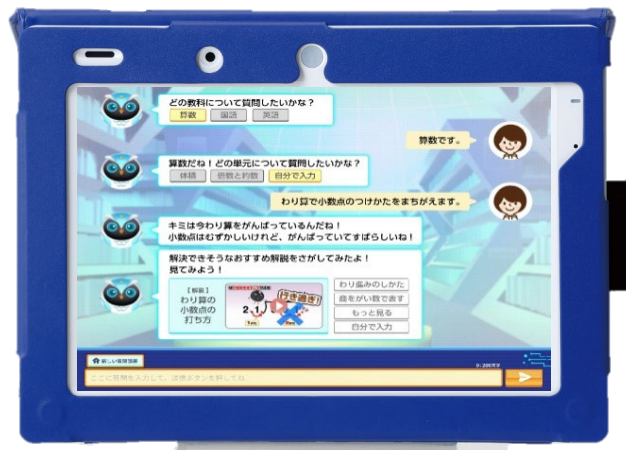 どの教科について質問したいかな？
算数 国語 英語
算数です。
算数だね！どの単元について質問したいかな？
体積 倍数と約数 自分で入力
わり算で小数点のつけかたをまちがえます。
キミは今わり算をがんばっているんだね！
小数点はむずかしいけれど、がんばっていてすばらしいね！
解決できそうなおすすめ解説をさがしてみたよ！
見てみよう！
【解説】
わり算の
小数点の
打ち方
行き過ぎ!
2.1
わり進みのしかた
商をがい数で表す
もっと見る
自分で入力
新しい質問
ここに質問を入力して、送信ボタンを押してね